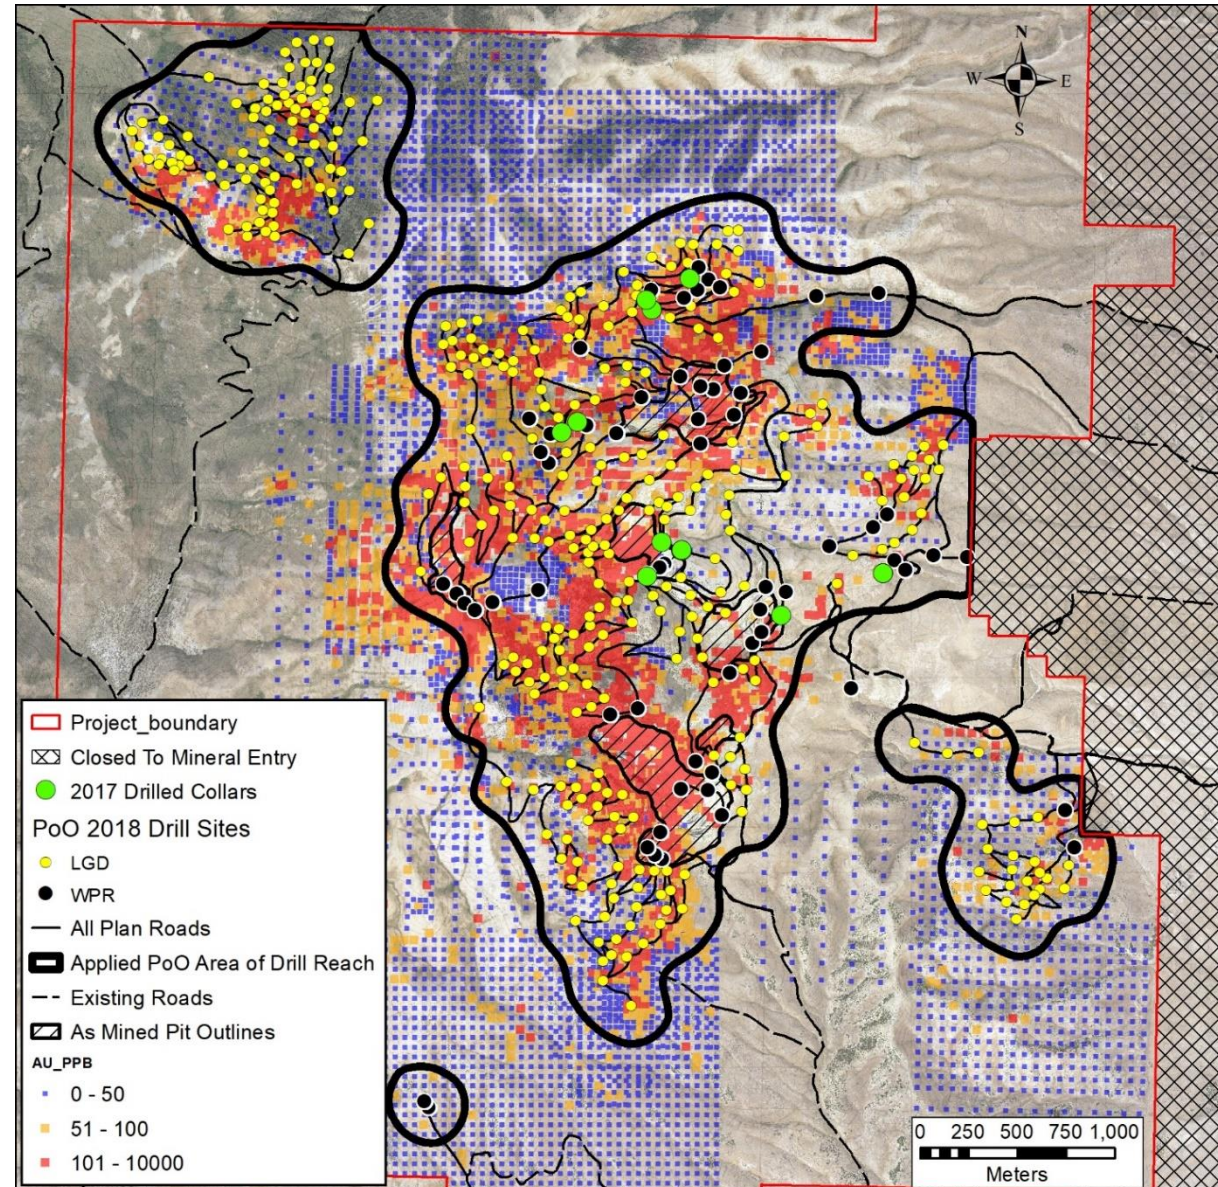 N
W E
S
Project_boundary
Closed To Mineral Entry
2017 Drilled Collars
PoO 2018 Drill Sites
LGD
WPR
All Plan Roads
Applied PoO Area of Drill Reach
Existing Roads
As Mined Pit Outlines
AU_PPB
0 - 50
51 - 100
101 - 10000
0 250 500 750 1,000
Meters